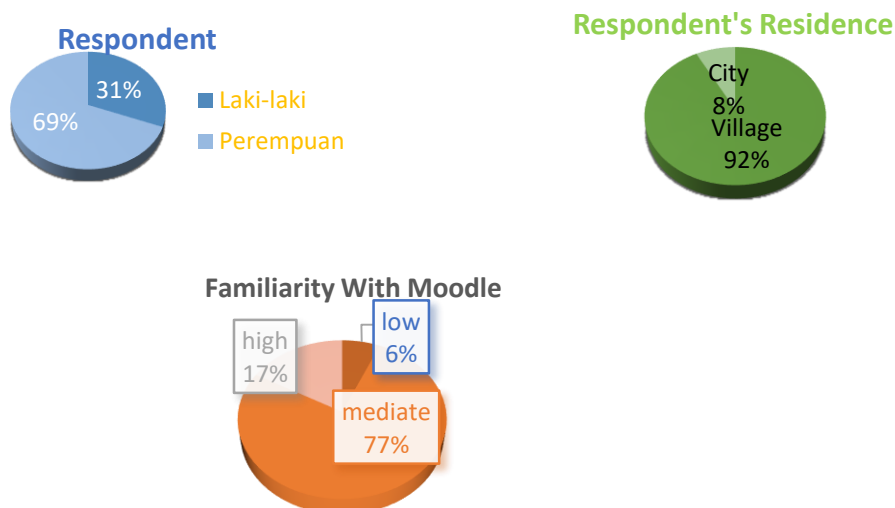 Respondent
31%
69%
Laki-laki
Perempuan
Respondent's Residence
City
8%
Village
92%
Familiarity With Moodle
low
6%
high
17%
mediate
77%